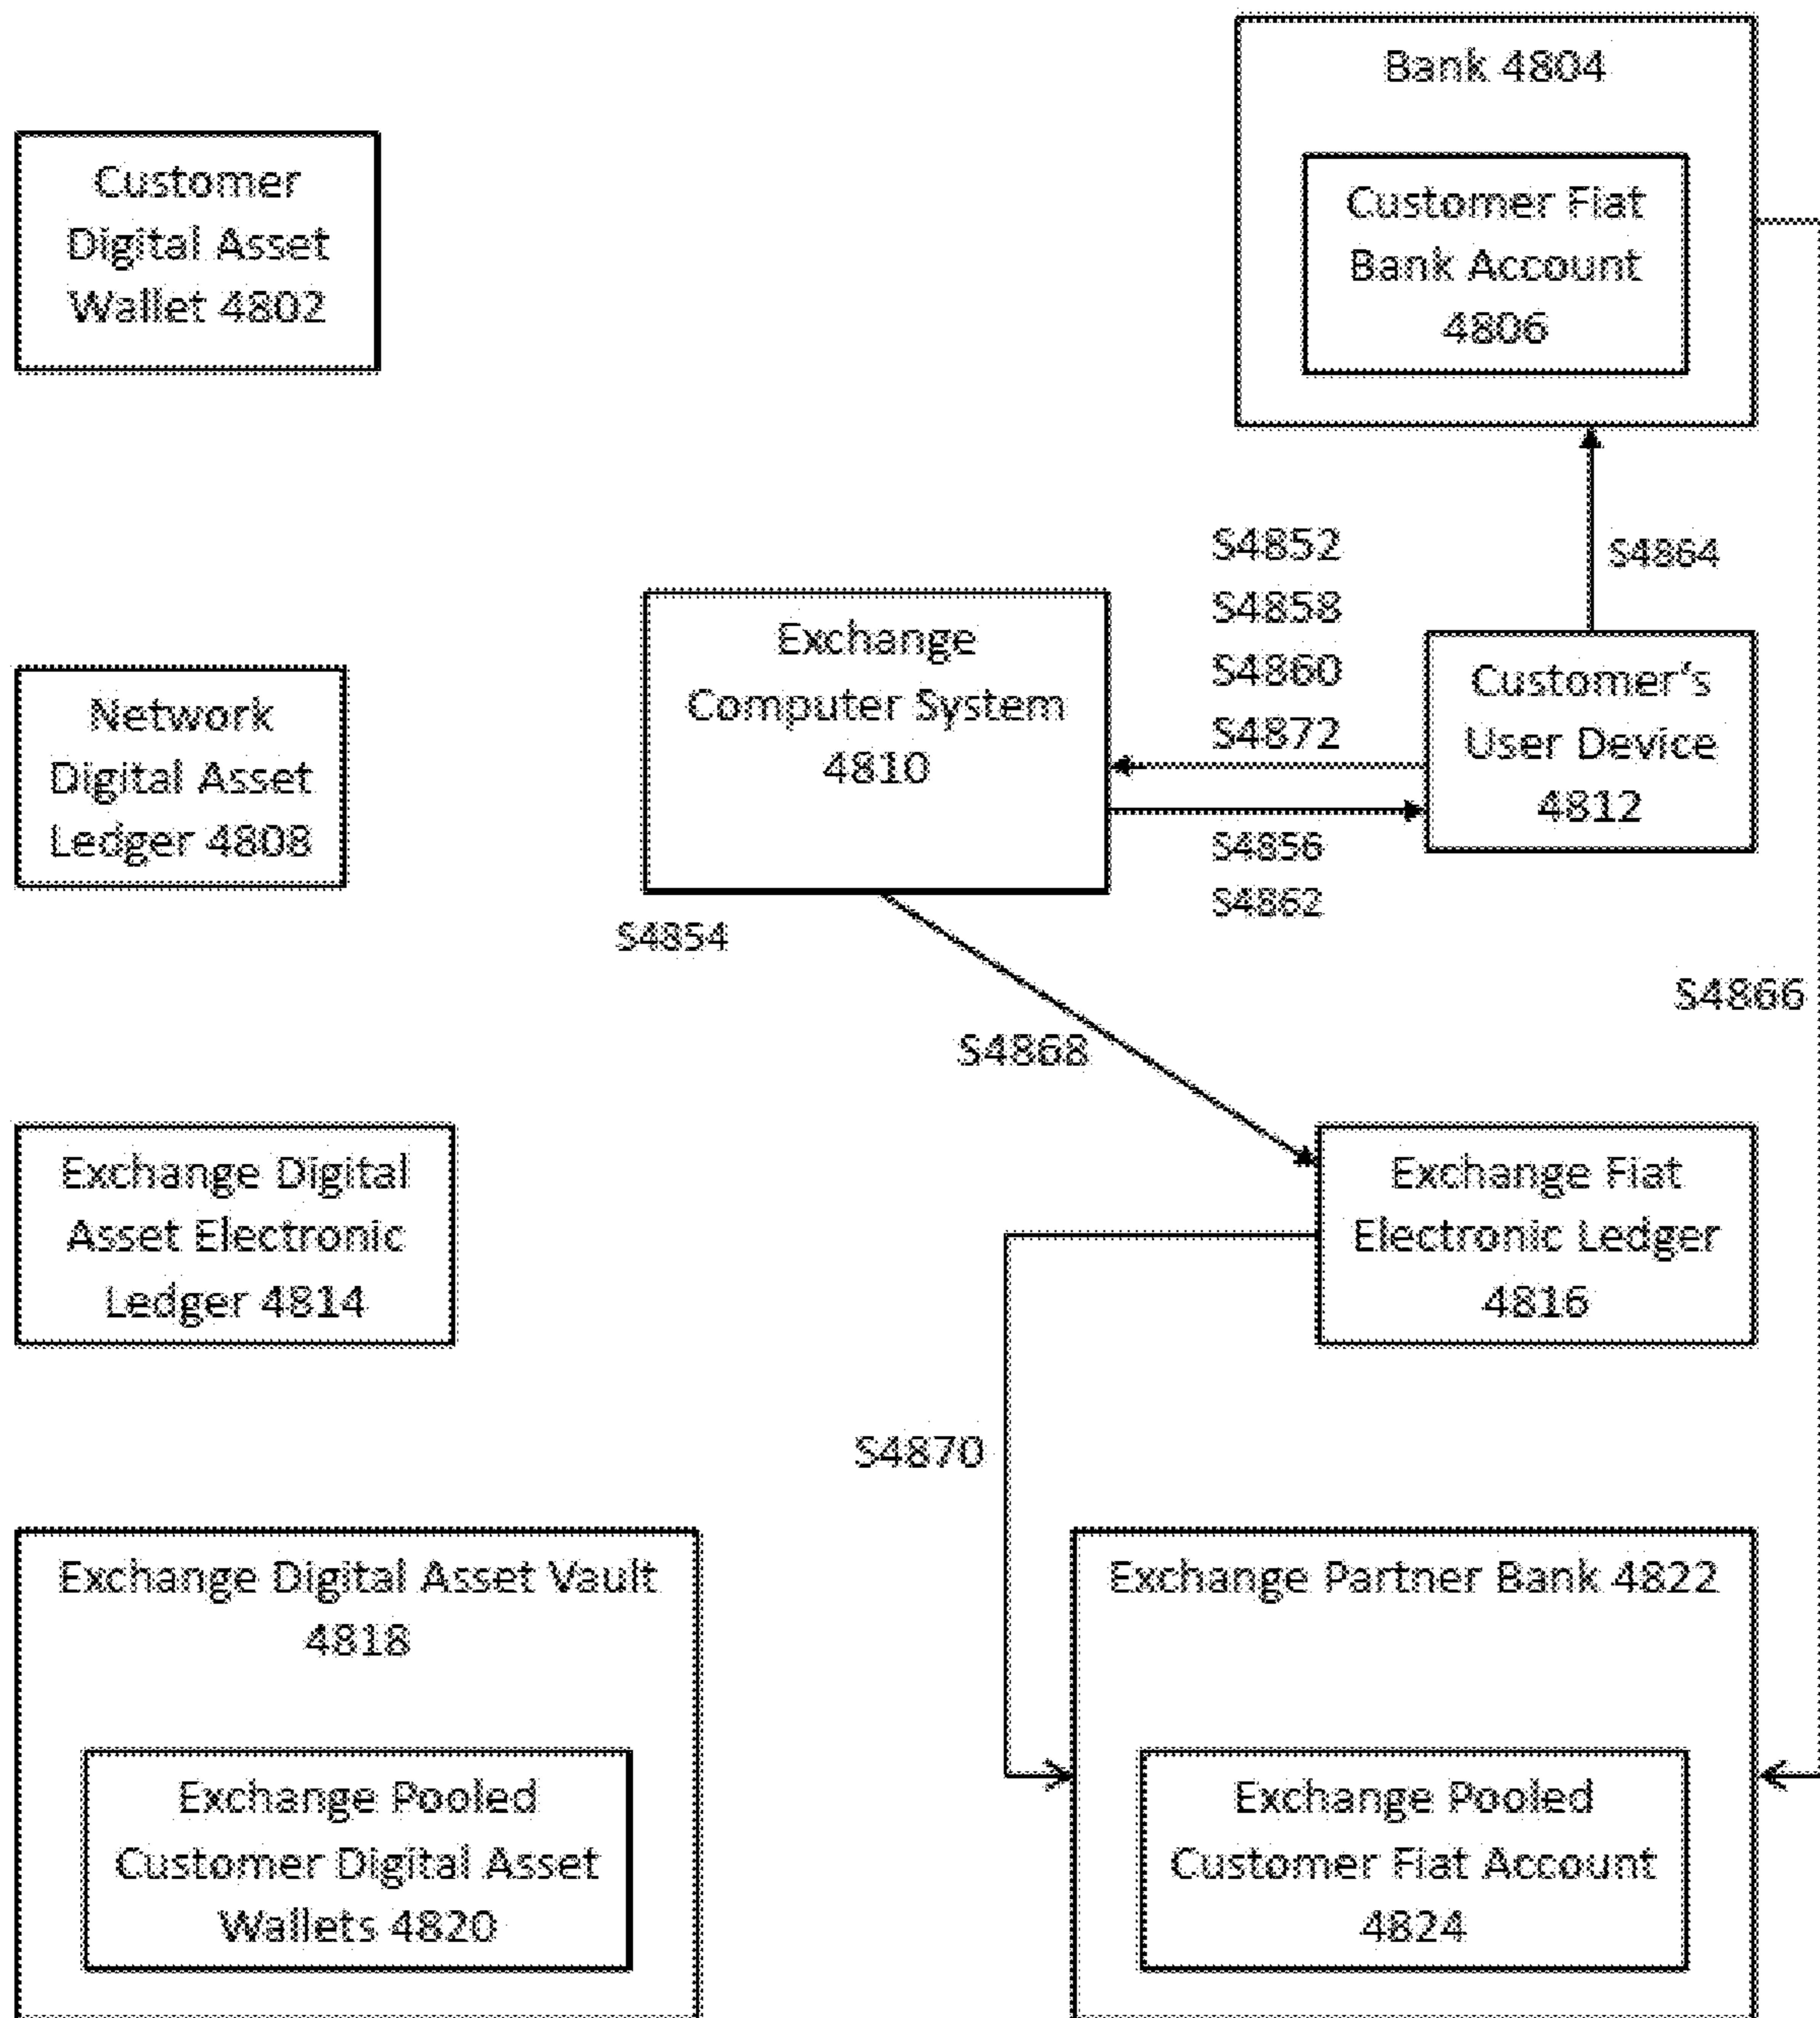 Bank 4804
Customer
Digital Asset
Wallet 4802
Customer Fiat
Bank Account
4806
S4852
S4858
S4860
S4872
S4864
Exchange
Computer System
4810
Customer's
User Device
4812
Network
Digital Asset
Ledger 4808
S4856
S4862
S4854
S4866
S4868
Exchange Digital
Asset Electronic
Ledger 4814
Exchange Fiat
Electronic Ledger
4816
S4870
Exchange Digital Asset Vault
4818
Exchange Partner Bank 4822
Exchange Pooled
Customer Digital Asset
Wallets 4820
Exchange Pooled
Customer Fiat Account
4824